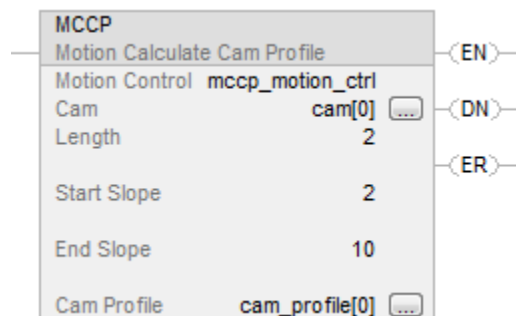 MCCP
Motion Calculate Cam Profile
EN
Motion Control mccp_motion_ctrl
Cam cam[0] ...
DN
Length 2
ER
Start Slope 2
End Slope 10
Cam Profile cam_profile[0] ...